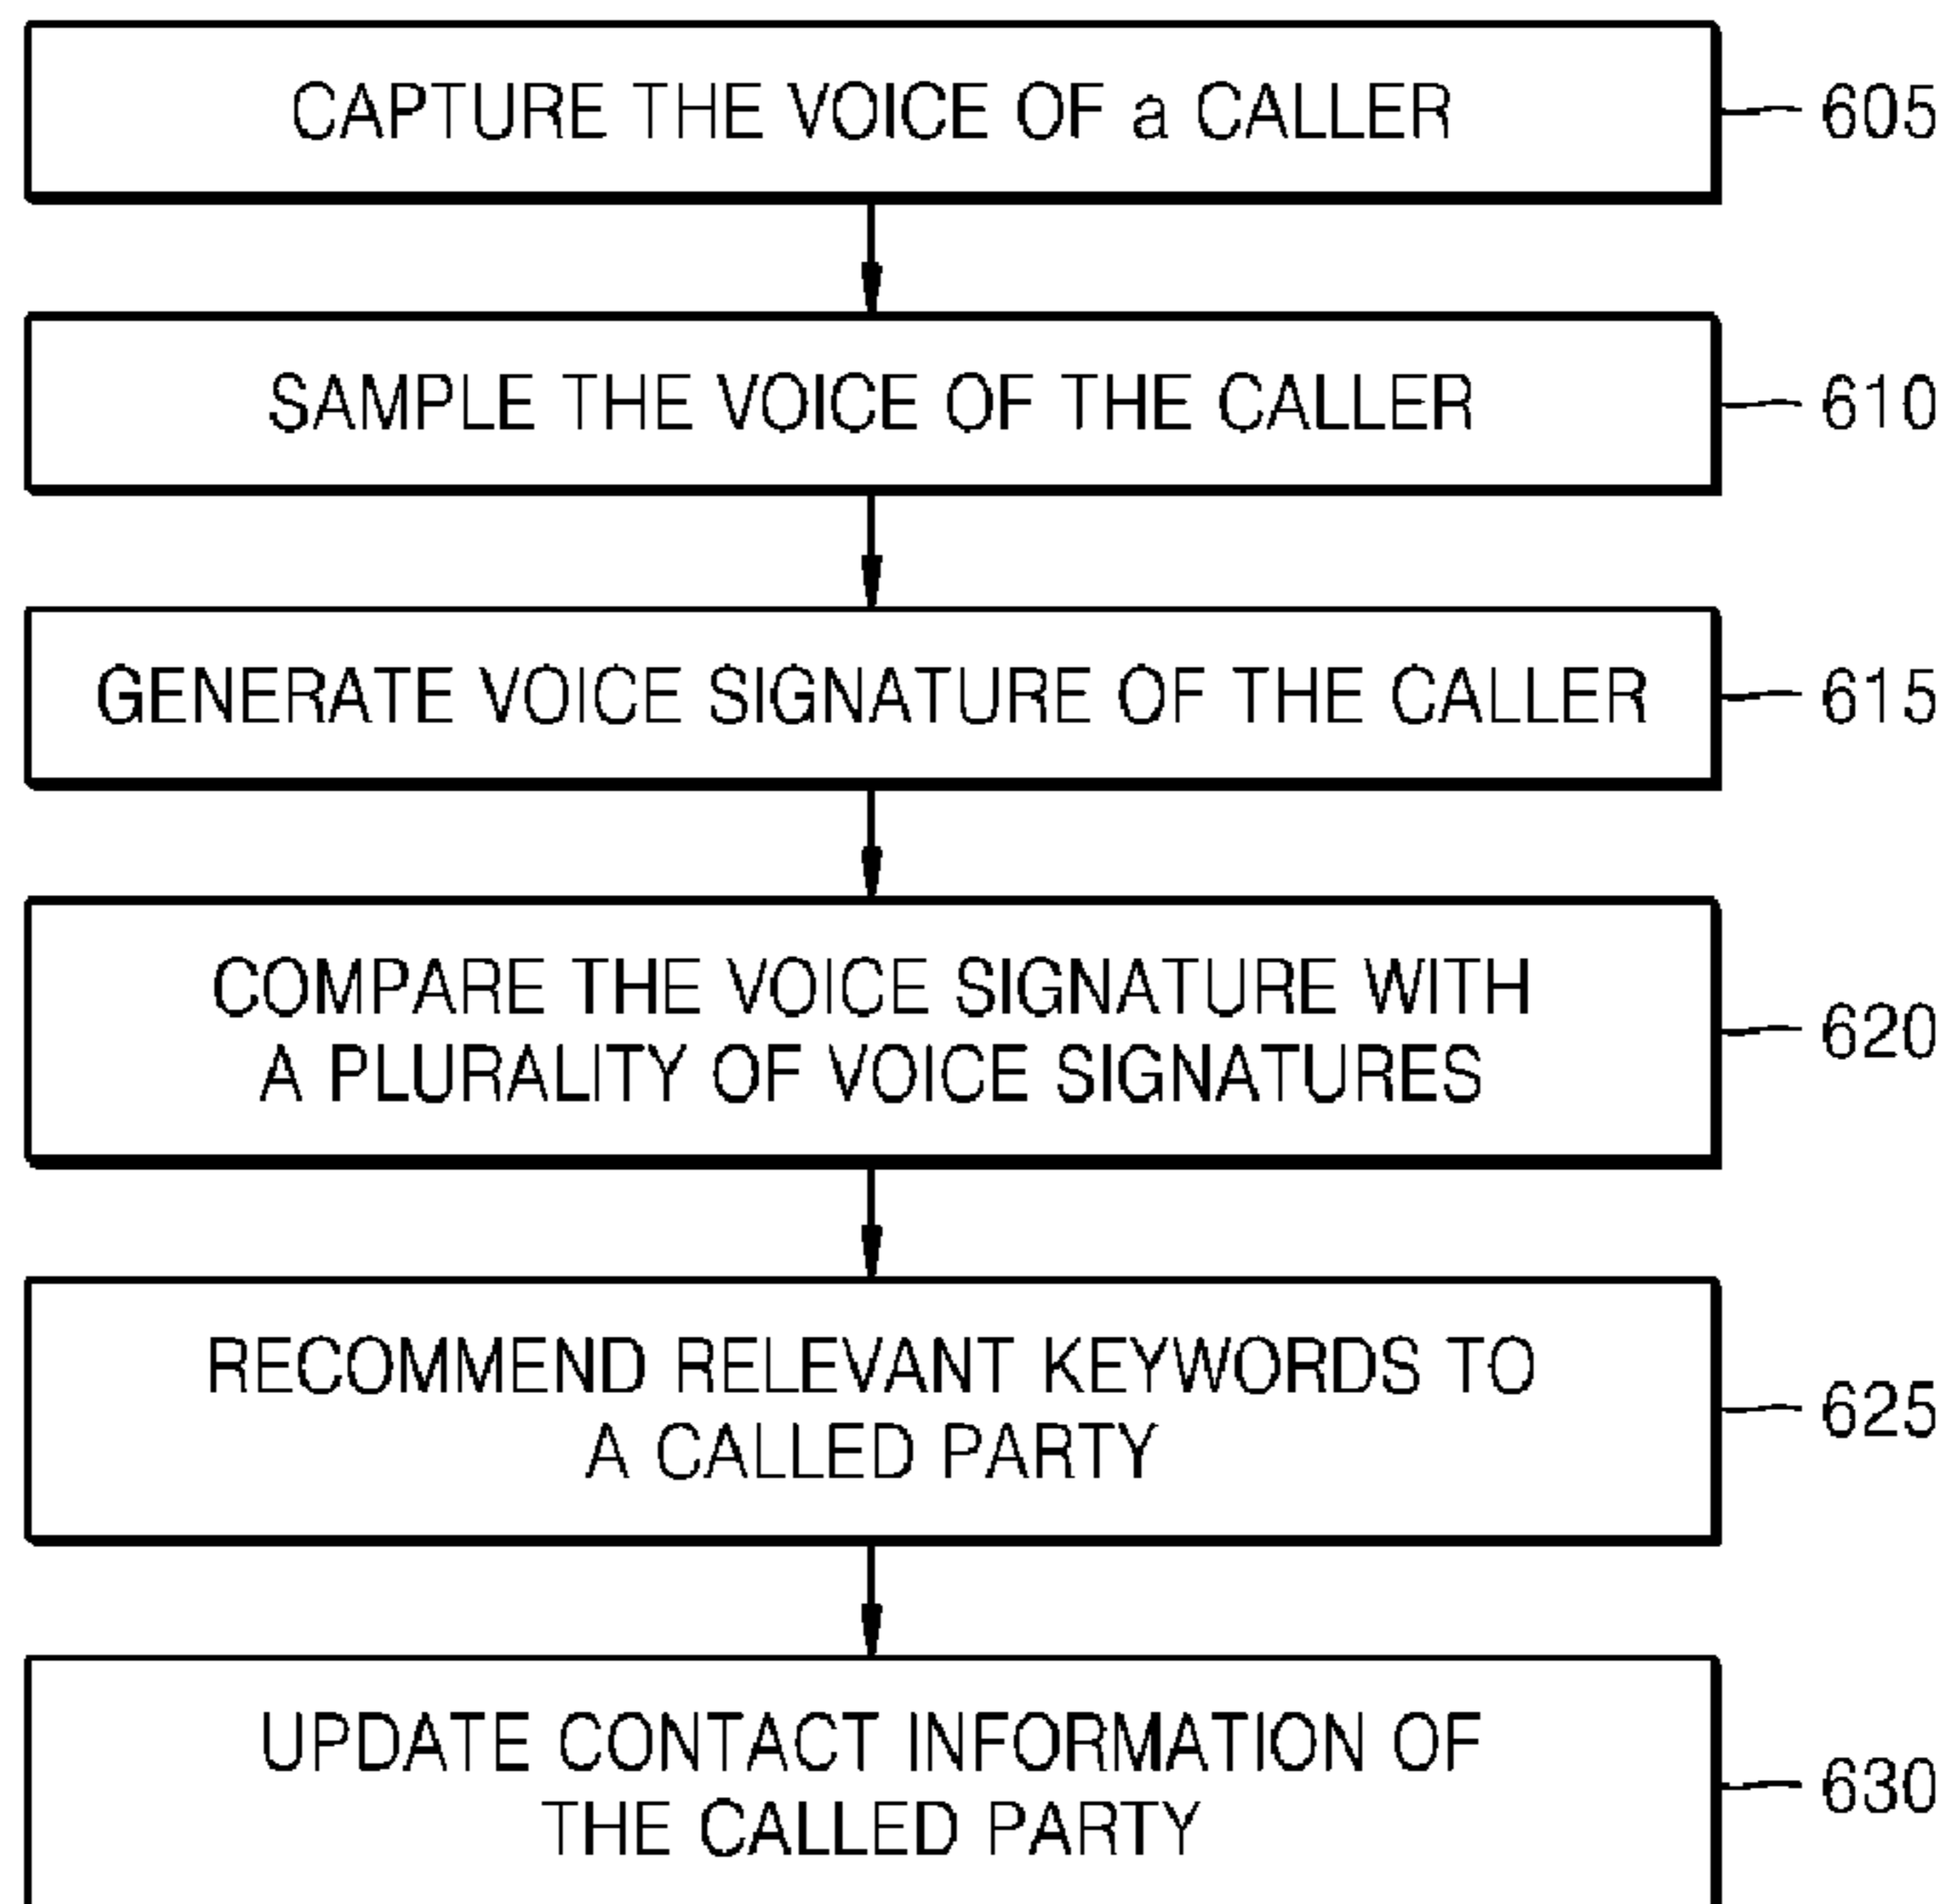 CAPTURE THE VOICE OF a CALLER
605
SAMPLE THE VOICE OF THE CALLER
610
GENERATE VOICE SIGNATURE OF THE CALLER
615
COMPARE THE VOICE SIGNATURE WITH
A PLURALITY OF VOICE SIGNATURES
620
RECOMMEND RELEVANT KEYWORDS TO
A CALLED PARTY
625
UPDATE CONTACT INFORMATION OF
THE CALLED PARTY
630